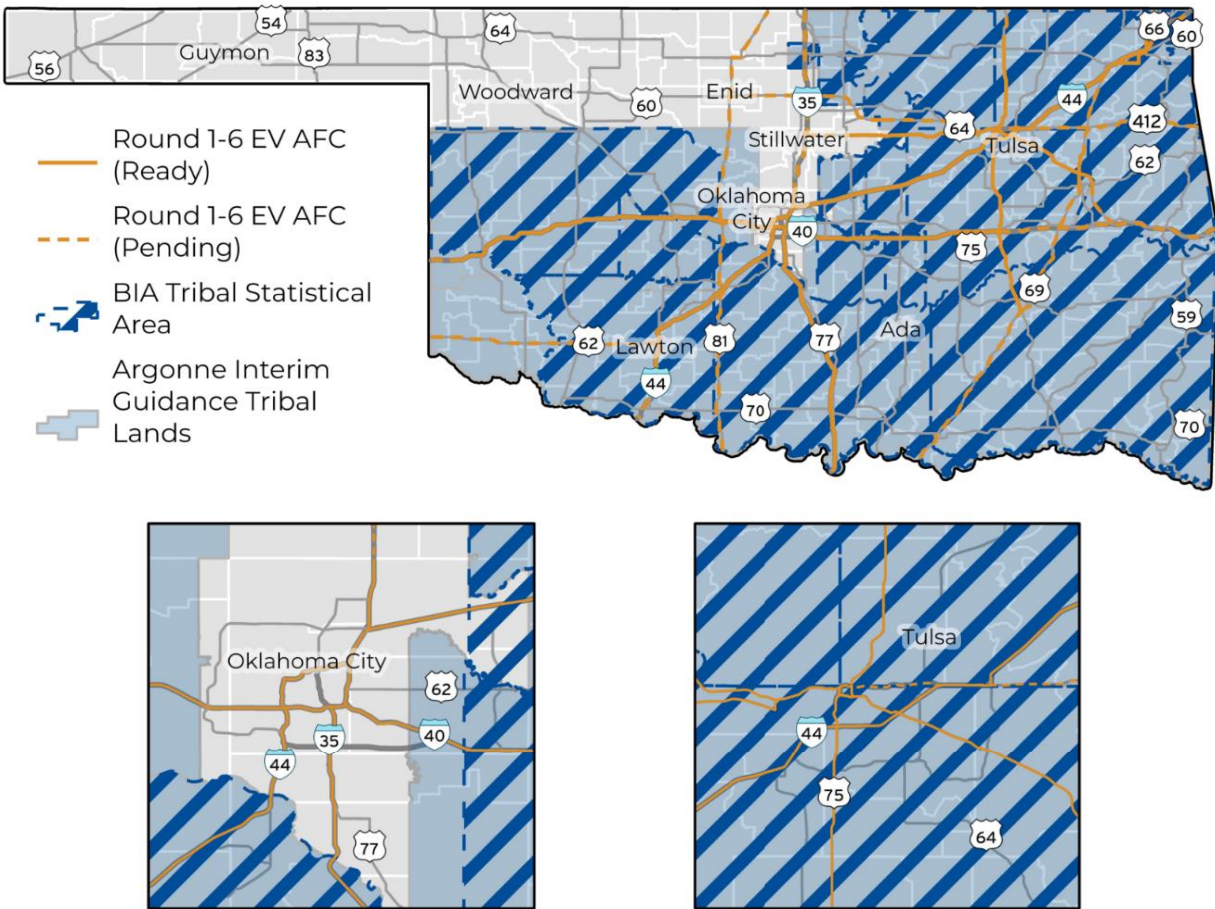 54
64
66
60
56
Guymon
83
Woodward
60
Enid
35
44
412
Stillwater
64
Tulsa
62
Oklahoma
City
40
75
69
59
62
Lawton
81
77
Ada
44
70
70
Round 1-6 EV AFC
(Ready)
Round 1-6 EV AFC
(Pending)
BIA Tribal Statistical
Area
Argonne Interim
Guidance Tribal
Lands
Oklahoma City
62
35
40
44
77
Tulsa
44
75
64